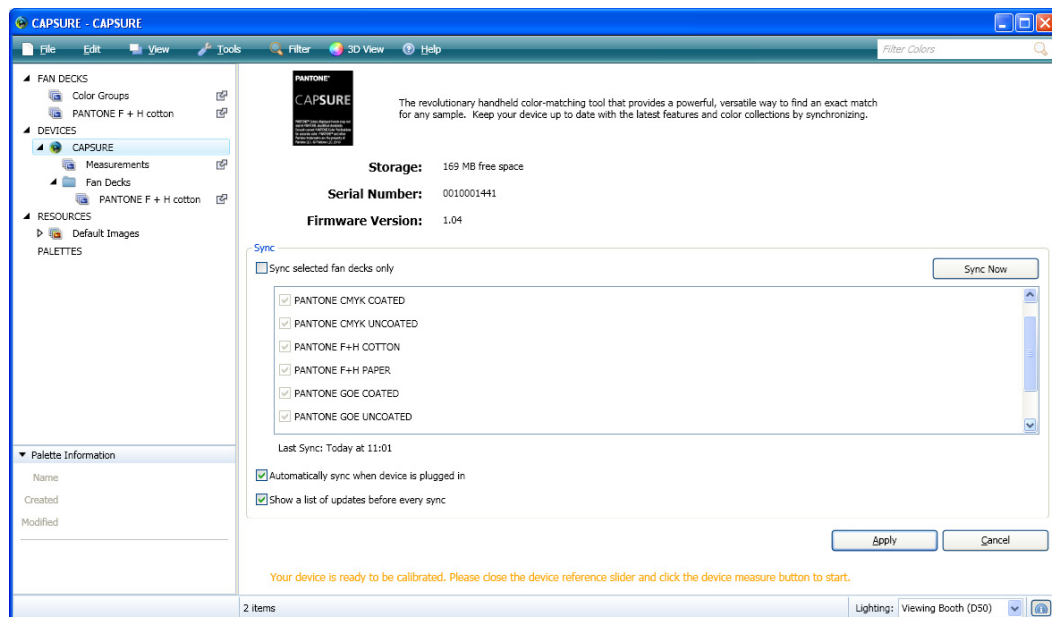 CAPSURE - CAPSURE
File Edit View Tools Filter 3D View Help Filter Colors
FAN DECKS
Color Groups
PANTONE F + H cotton
DEVICES
CAPSURE
Measurements
Fan Decks
PANTONE F + H cotton
RESOURCES
Default Images
PALETTES
Palette Information
Name
Created
Modified
PANTONE®
CAPSURE
The revolutionary handheld color-matching tool that provides a powerful, versatile way to find an exact match
for any sample. Keep your device up to date with the latest features and color collections by synchronizing.
Storage: 169 MB free space
Serial Number: 0010001441
Firmware Version: 1.04
Sync
Sync selected fan decks only
Sync Now
PANTONE CMYK COATED
PANTONE CMYK UNCOATED
PANTONE F+H COTTON
PANTONE F+H PAPER
PANTONE GOE COATED
PANTONE GOE UNCOATED
Last Sync: Today at 11:01
Automatically sync when device is plugged in
Show a list of updates before every sync
Apply Cancel
Your device is ready to be calibrated. Please close the device reference slider and click the device measure button to start.
2 items Lighting: Viewing Booth (D50)